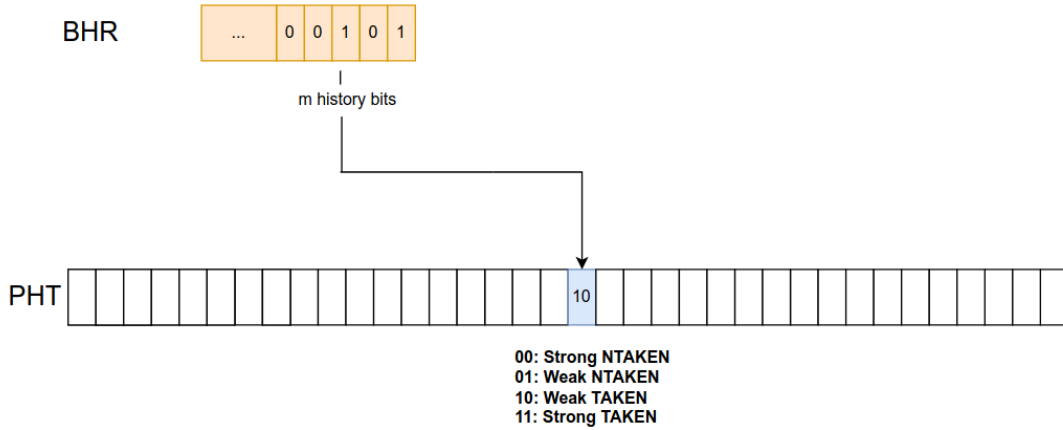 BHR
... 0 0 1 0 1
m history bits
PHT
10
00: Strong NTAKEN
01: Weak NTAKEN
10: Weak TAKEN
11: Strong TAKEN